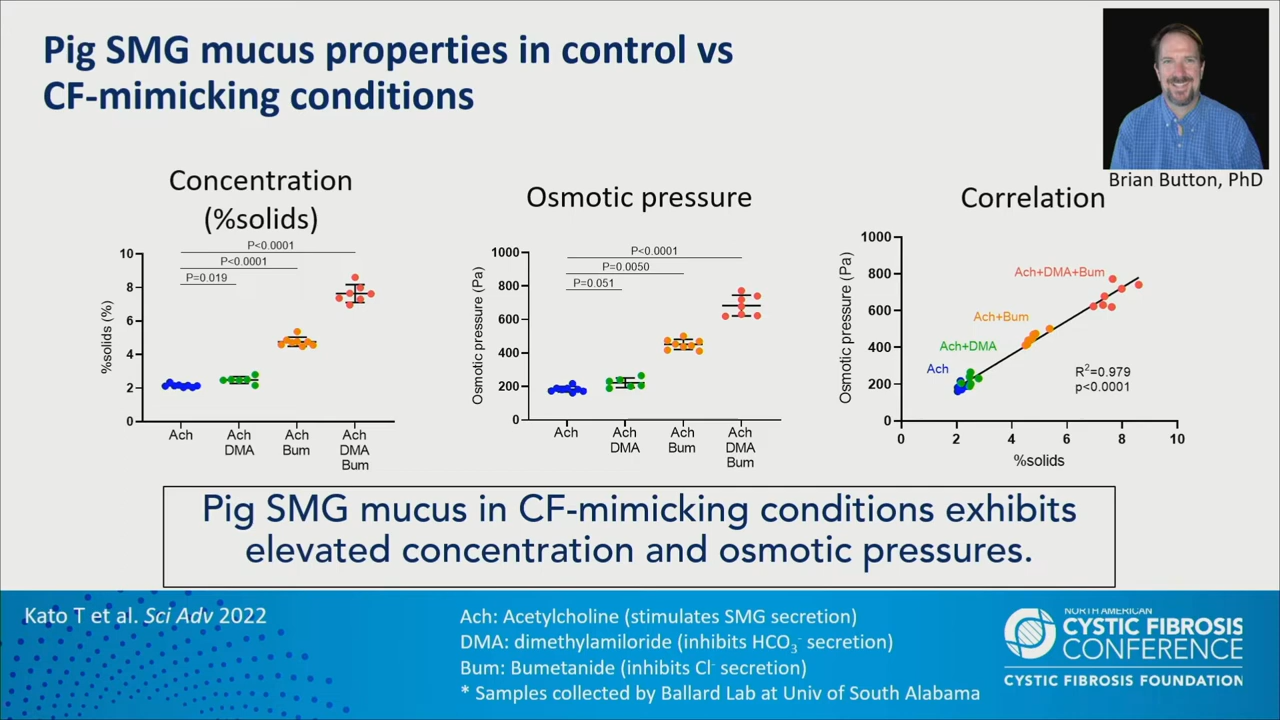 Pig SMG mucus properties in control vs
CF-mimicking conditions
Brian Button, PhD
Concentration
(%solids)
P<0.0001
P<0.0001
P=0.019
%solids (%)
10
8
6
4
2
0
Ach
Ach
DMA
Ach
Bum
Ach
DMA
Bum
Osmotic pressure
P<0.0001
P=0.0050
P=0.051
Osmotic pressure (Pa)
1000
800
600
400
200
0
Ach
Ach
DMA
Ach
Bum
Ach
DMA
Bum
Correlation
Osmotic pressure (Pa)
1000
800
600
400
200
0
Ach+DMA+Bum
Ach+Bum
Ach+DMA
Ach
R²=0.979
p<0.0001
0 2 4 6 8 10
%solids
Pig SMG mucus in CF-mimicking conditions exhibits
elevated concentration and osmotic pressures.
Kato T et al. Sci Adv 2022
Ach: Acetylcholine (stimulates SMG secretion)
DMA: dimethylamiloride (inhibits HCO₃⁻ secretion)
Bum: Bumetanide (inhibits Cl⁻ secretion)
* Samples collected by Ballard Lab at Univ of South Alabama
NORTH AMERICAN
CYSTIC FIBROSIS
CONFERENCE
CYSTIC FIBROSIS FOUNDATION